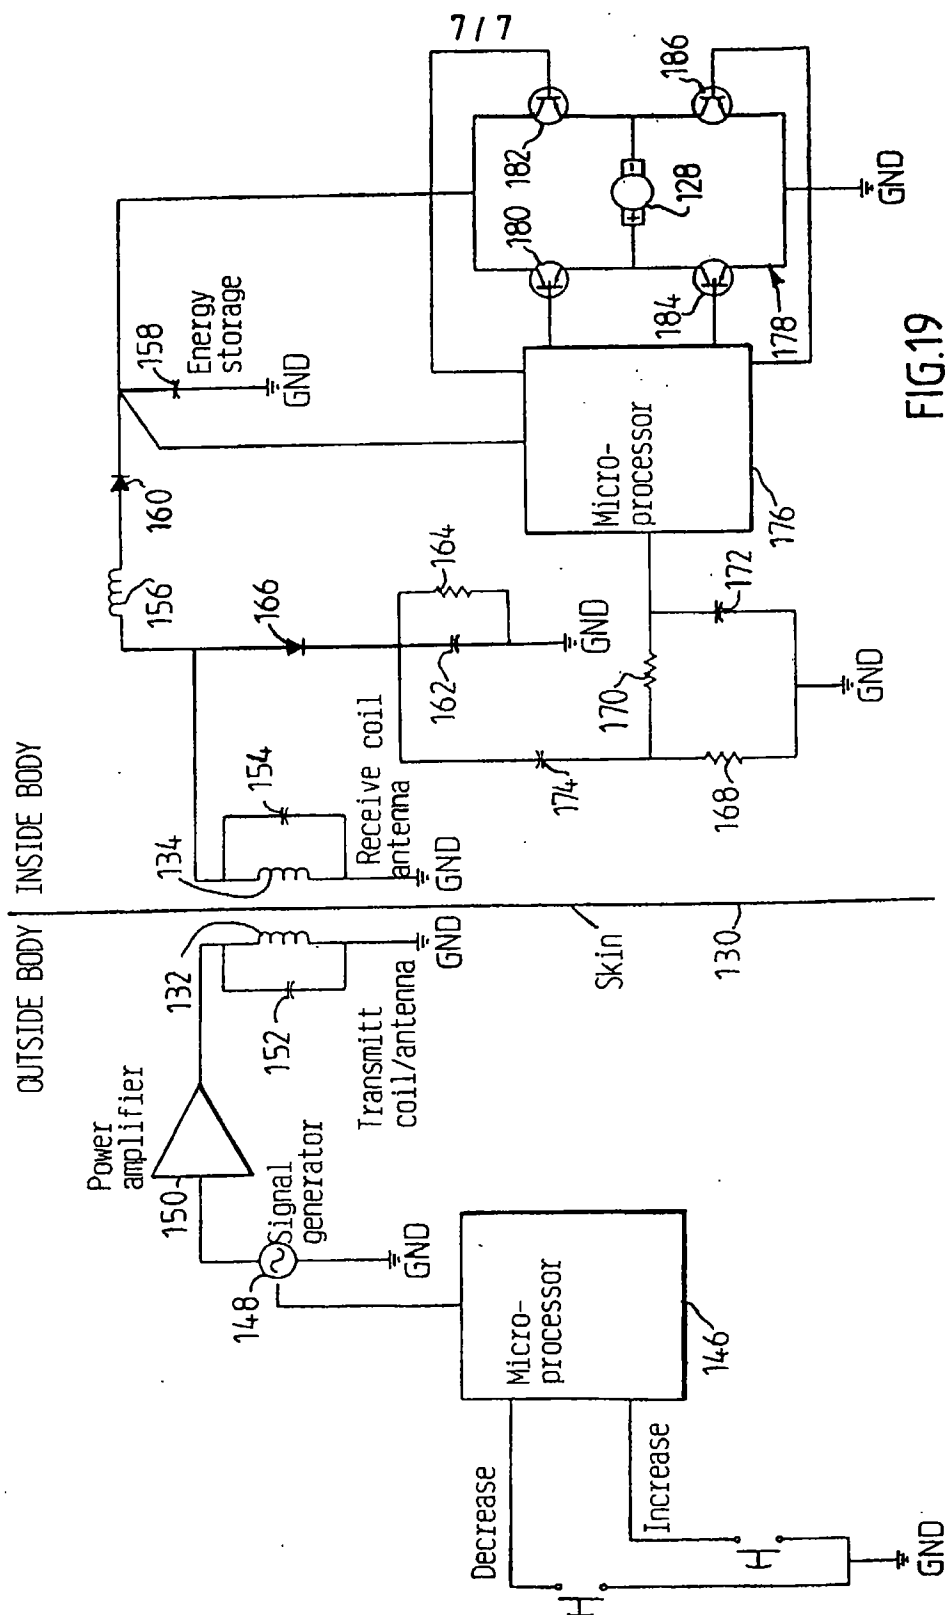 7/7
OUTSIDE BODY
INSIDE BODY
Power
amplifier
150
148
Signal
generator
GND
132
152
Transmitt
coil/antenna
GND
134
154
Receive coil
antenna
GND
Skin
130
156
160
158
Energy
storage
GND
166
164
162
GND
174
170
168
172
GND
Micro-
processor
176
180
182
184
186
128
+
-
178
GND
Micro-
processor
146
Decrease
Increase
GND
FIG.19